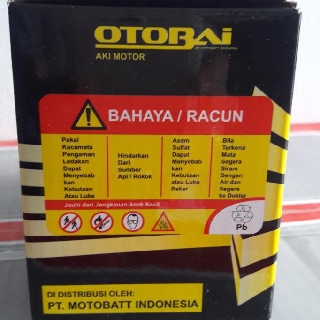 OTOBAI
AKI MOTOR
BAHAYA / RACUN
Pakai
Kacamata
Pengaman
Ledakan
Dapat
Menyebab
kan
Kebutaan
atau Luka
Hindarkan
Dari
Sumber
Api / Rokok
Asam
Sulfat
Dapat
Menyebab
kan
Kebutaan
atau Luka
Bakar
Bila
Terkena
Mata
Segera
Siram
Dengan
Air dan
Segera
ke Dokter
Jauhi dari Jangkauan Anak Kecil
Pb
DI DISTRIBUSI OLEH:
PT. MOTOBATT INDONESIA